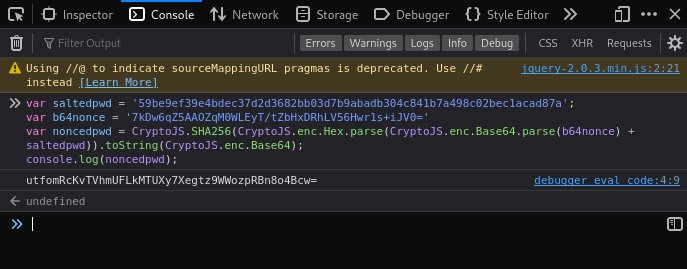 Inspector Console Network Storage Debugger Style Editor
Filter Output Errors Warnings Logs Info Debug CSS XHR Requests
Using //@ to indicate sourceMappingURL pragmas is deprecated. Use //# jquery-2.0.3.min.js:2:21
instead [Learn More]
var saltedpwd = '59be9ef39e4bdec37d2d3682bb03d7b9abadb304c841b7a498c02bec1acad87a';
var b64nonce = '7kDw6qZ5AAOZqM0WLEyT/tZbHxDRhLV56Hwr1s+iJV0='
var noncedpwd = CryptoJS.SHA256(CryptoJS.enc.Hex.parse(CryptoJS.enc.Base64.parse(b64nonce) +
saltedpwd)).toString(CryptoJS.enc.Base64);
console.log(noncedpwd);
utfomRcKvTVhmUFLkMTUXy7Xegtz9WWozpRBn8o4Bcw= debugger eval code:4:9
undefined